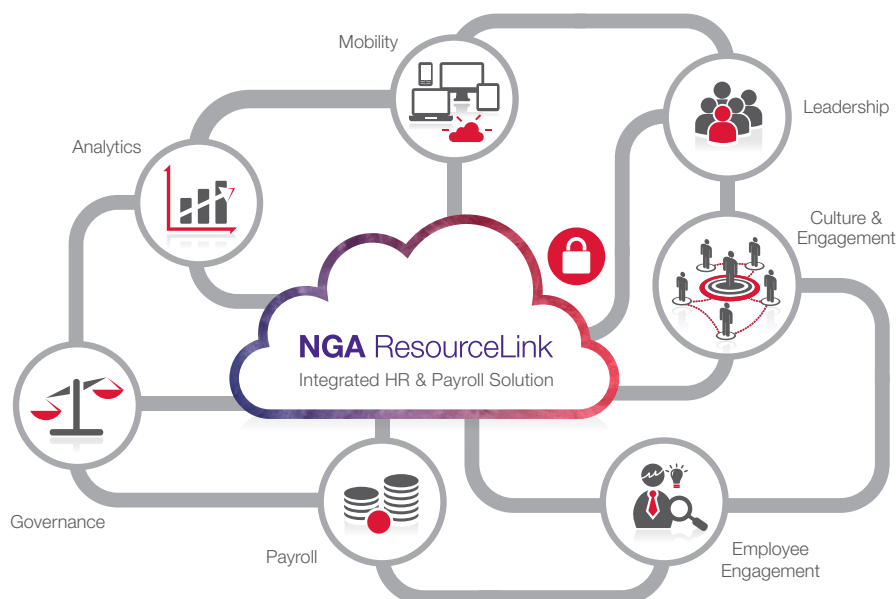 Mobility
Leadership
Analytics
Culture &
Engagement
NGA ResourceLink
Integrated HR & Payroll Solution
Governance
Payroll
Employee
Engagement